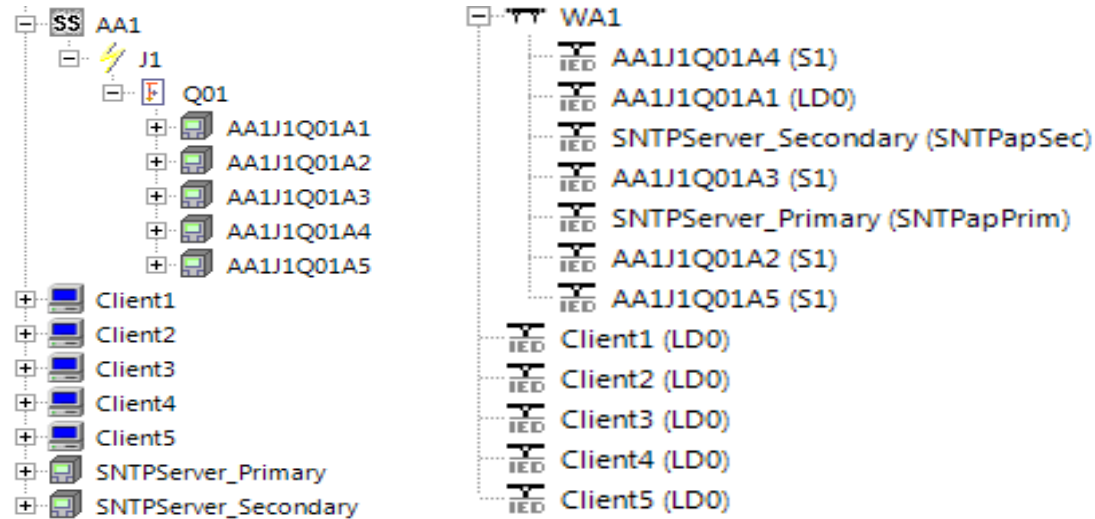 SS AA1
J1
Q01
AA1J1Q01A1
AA1J1Q01A2
AA1J1Q01A3
AA1J1Q01A4
AA1J1Q01A5
Client1
Client2
Client3
Client4
Client5
SNTPServer_Primary
SNTPServer_Secondary
WA1
IED AA1J1Q01A4 (S1)
IED AA1J1Q01A1 (LD0)
IED SNTPServer_Secondary (SNTPapSec)
IED AA1J1Q01A3 (S1)
IED SNTPServer_Primary (SNTPapPrim)
IED AA1J1Q01A2 (S1)
IED AA1J1Q01A5 (S1)
IED Client1 (LD0)
IED Client2 (LD0)
IED Client3 (LD0)
IED Client4 (LD0)
IED Client5 (LD0)